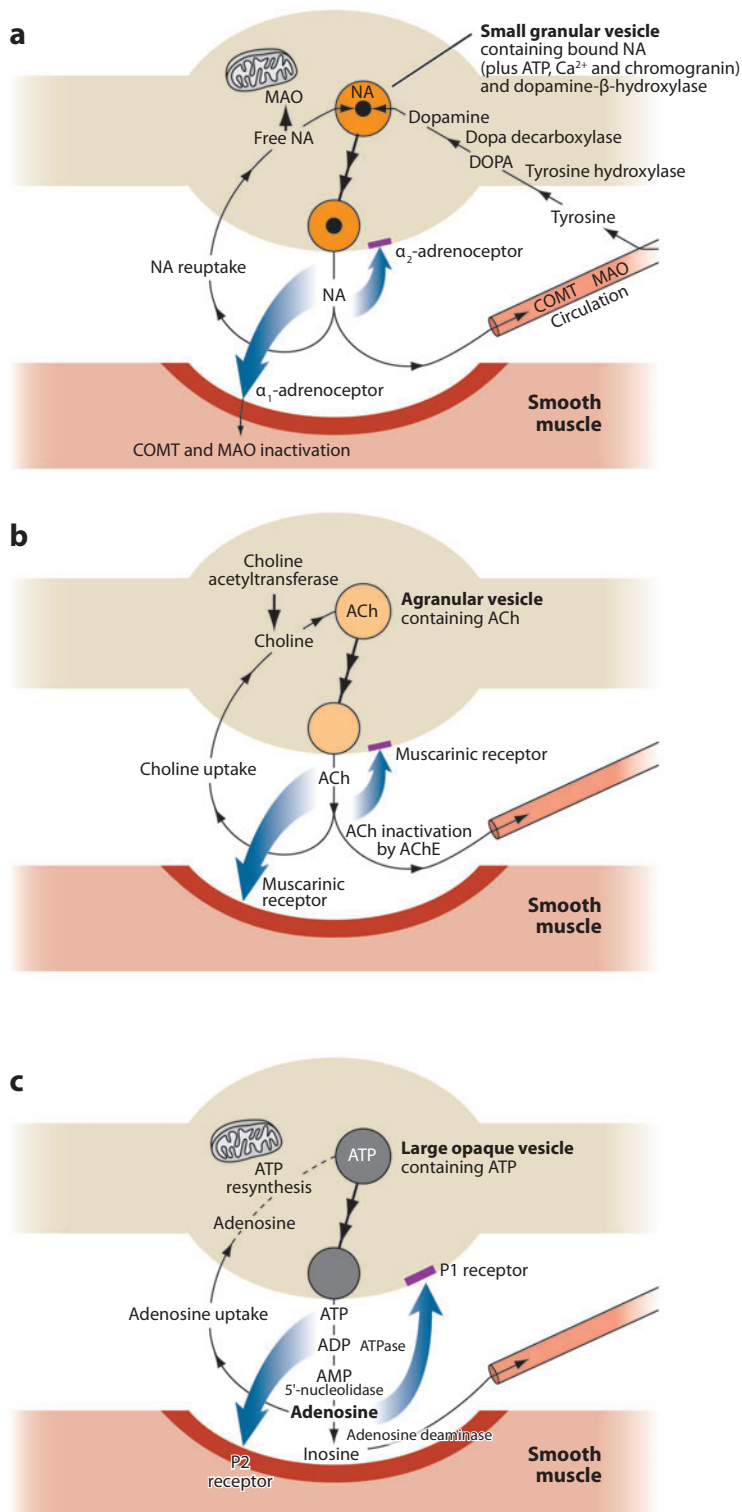 a
Small granular vesicle
containing bound NA
(plus ATP, Ca²⁺ and chromogranin)
and dopamine-β-hydroxylase
NA
MAO
Free NA
Dopamine
Dopa decarboxylase
DOPA
Tyrosine hydroxylase
Tyrosine
α₂-adrenoceptor
NA reuptake
NA
COMT MAO
Circulation
α₁-adrenoceptor
Smooth
muscle
COMT and MAO inactivation
b
Choline
acetyltransferase
ACh
Agranular vesicle
containing ACh
Choline
Muscarinic receptor
Choline uptake
ACh
ACh inactivation
by AChE
Muscarinic
receptor
Smooth
muscle
c
ATP
Large opaque vesicle
containing ATP
ATP
resynthesis
Adenosine
P1 receptor
Adenosine uptake
ATP
ADP ATPase
AMP
5'-nucleolidase
Adenosine
Adenosine deaminase
Inosine
P2
receptor
Smooth
muscle